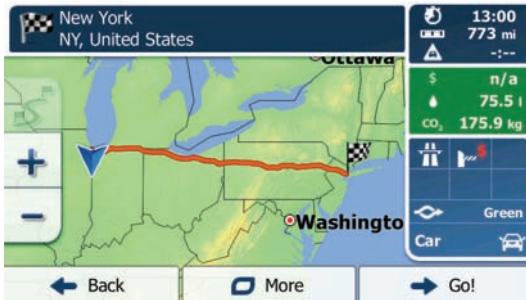 New York
NY, United States
13:00
773 mi
-:--
$ n/a
75.5 l
CO₂ 175.9 kg
$
Green
Car
Ottawa
Washingto
+
−
Back
More
Go!